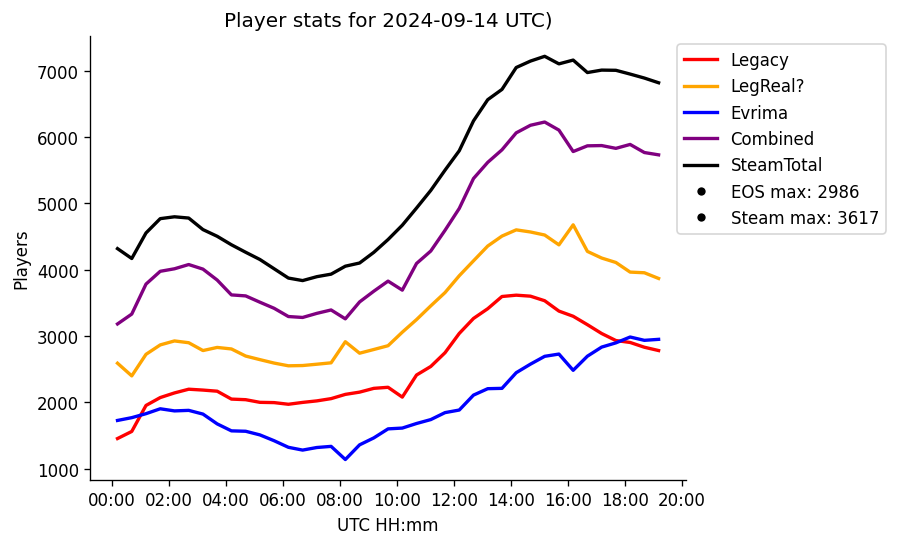 Player stats for 2024-09-14 UTC)
Legacy
LegReal?
Evrima
Combined
SteamTotal
EOS max: 2986
Steam max: 3617
Players
7000
6000
5000
4000
3000
2000
1000
00:00 02:00 04:00 06:00 08:00 10:00 12:00 14:00 16:00 18:00 20:00
UTC HH:mm